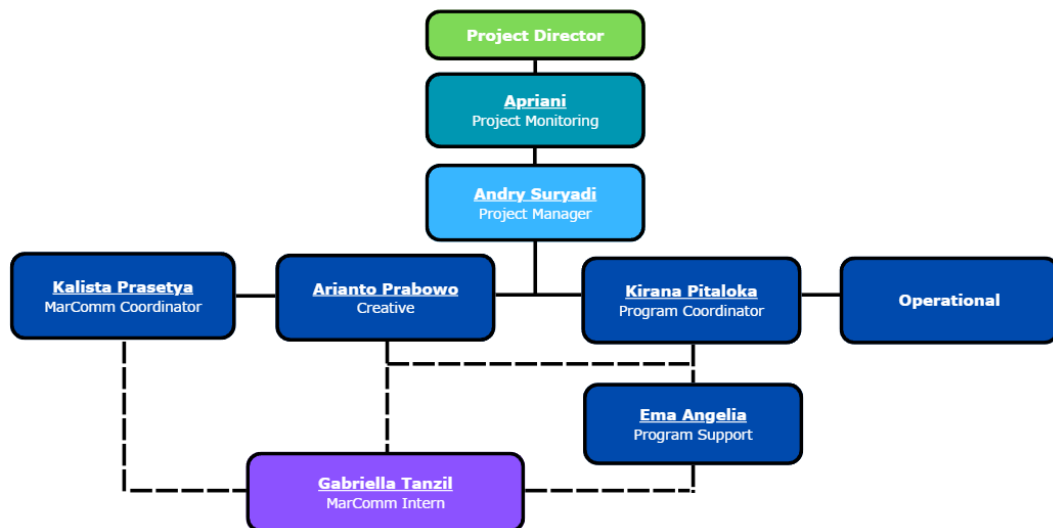 Project Director
Apriani
Project Monitoring
Andry Suryadi
Project Manager
Kalista Prasetya
MarComm Coordinator
Arianto Prabowo
Creative
Kirana Pitaloka
Program Coordinator
Operational
Ema Angelia
Program Support
Gabriella Tanzil
MarComm Intern